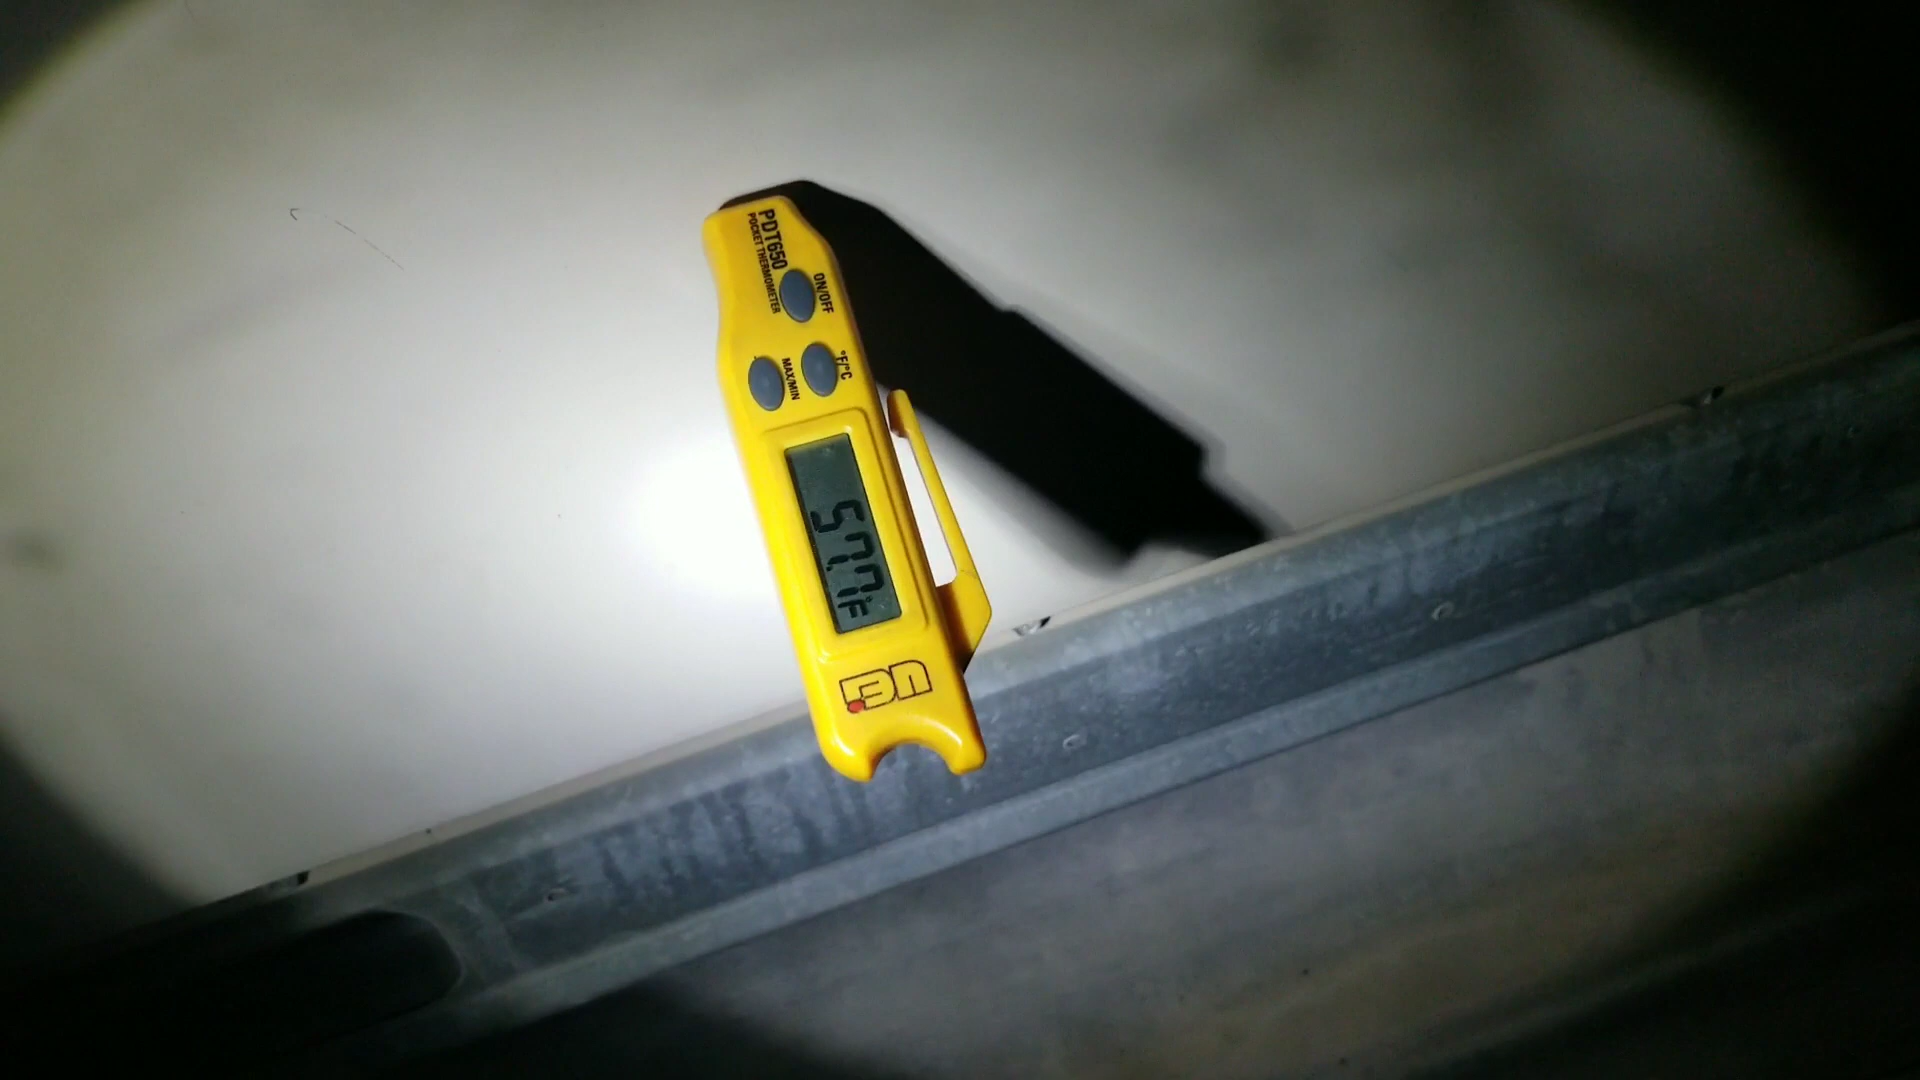 PDT650
POCKET THERMOMETER
ON/OFF
°F/°C
MAX/MIN
57.7°F
UEi